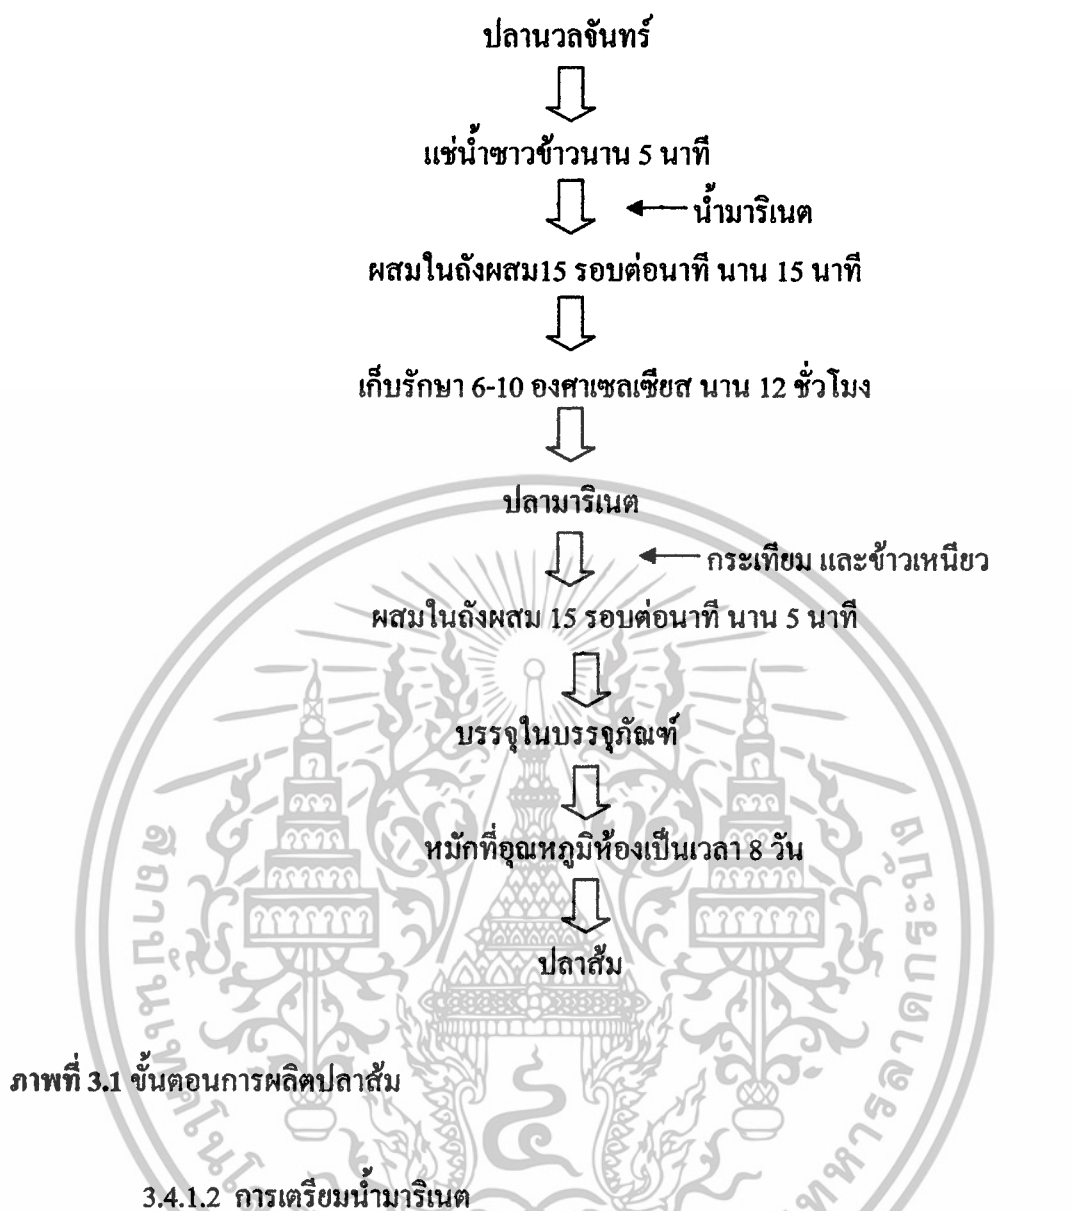 ปลานวลจันทร์
แช่น้ำซาวข้าวนาน 5 นาที
น้ำมาริเนต
ผสมในถังผสม15 รอบต่อนาที นาน 15 นาที
เก็บรักษา 6-10 องศาเซลเซียส นาน 12 ชั่วโมง
ปลามาริเนต
กระเทียม และข้าวเหนียว
ผสมในถังผสม 15 รอบต่อนาที นาน 5 นาที
บรรจุในบรรจุภัณฑ์
หมักที่อุณหภูมิห้องเป็นเวลา 8 วัน
ปลาส้ม
ภาพที่ 3.1 ขั้นตอนการผลิตปลาส้ม
3.4.1.2 การเตรียมน้ำมาริเนต